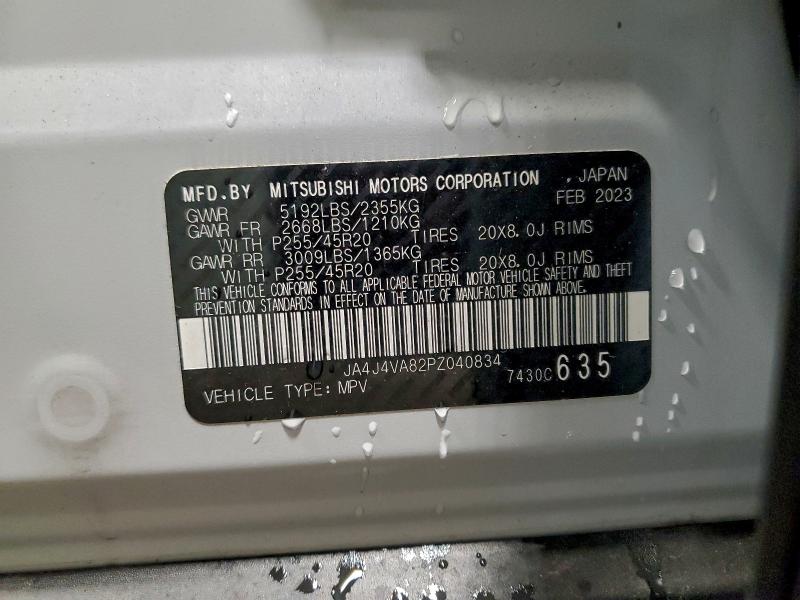 MFD.BY MITSUBISHI MOTORS CORPORATION , JAPAN
FEB 2023
GVWR 5192LBS/2355KG
GAWR FR 2668LBS/1210KG
WITH P255/45R20 TIRES 20X8.0J RIMS
GAWR RR 3009LBS/1365KG
WITH P255/45R20 TIRES 20X8.0J RIMS
THIS VEHICLE CONFORMS TO ALL APPLICABLE FEDERAL MOTOR VEHICLE SAFETY AND THEFT
PREVENTION STANDARDS IN EFFECT ON THE DATE OF MANUFACTURE SHOWN ABOVE.
JA4J4VA82PZ040834
VEHICLE TYPE: MPV 7430C 635